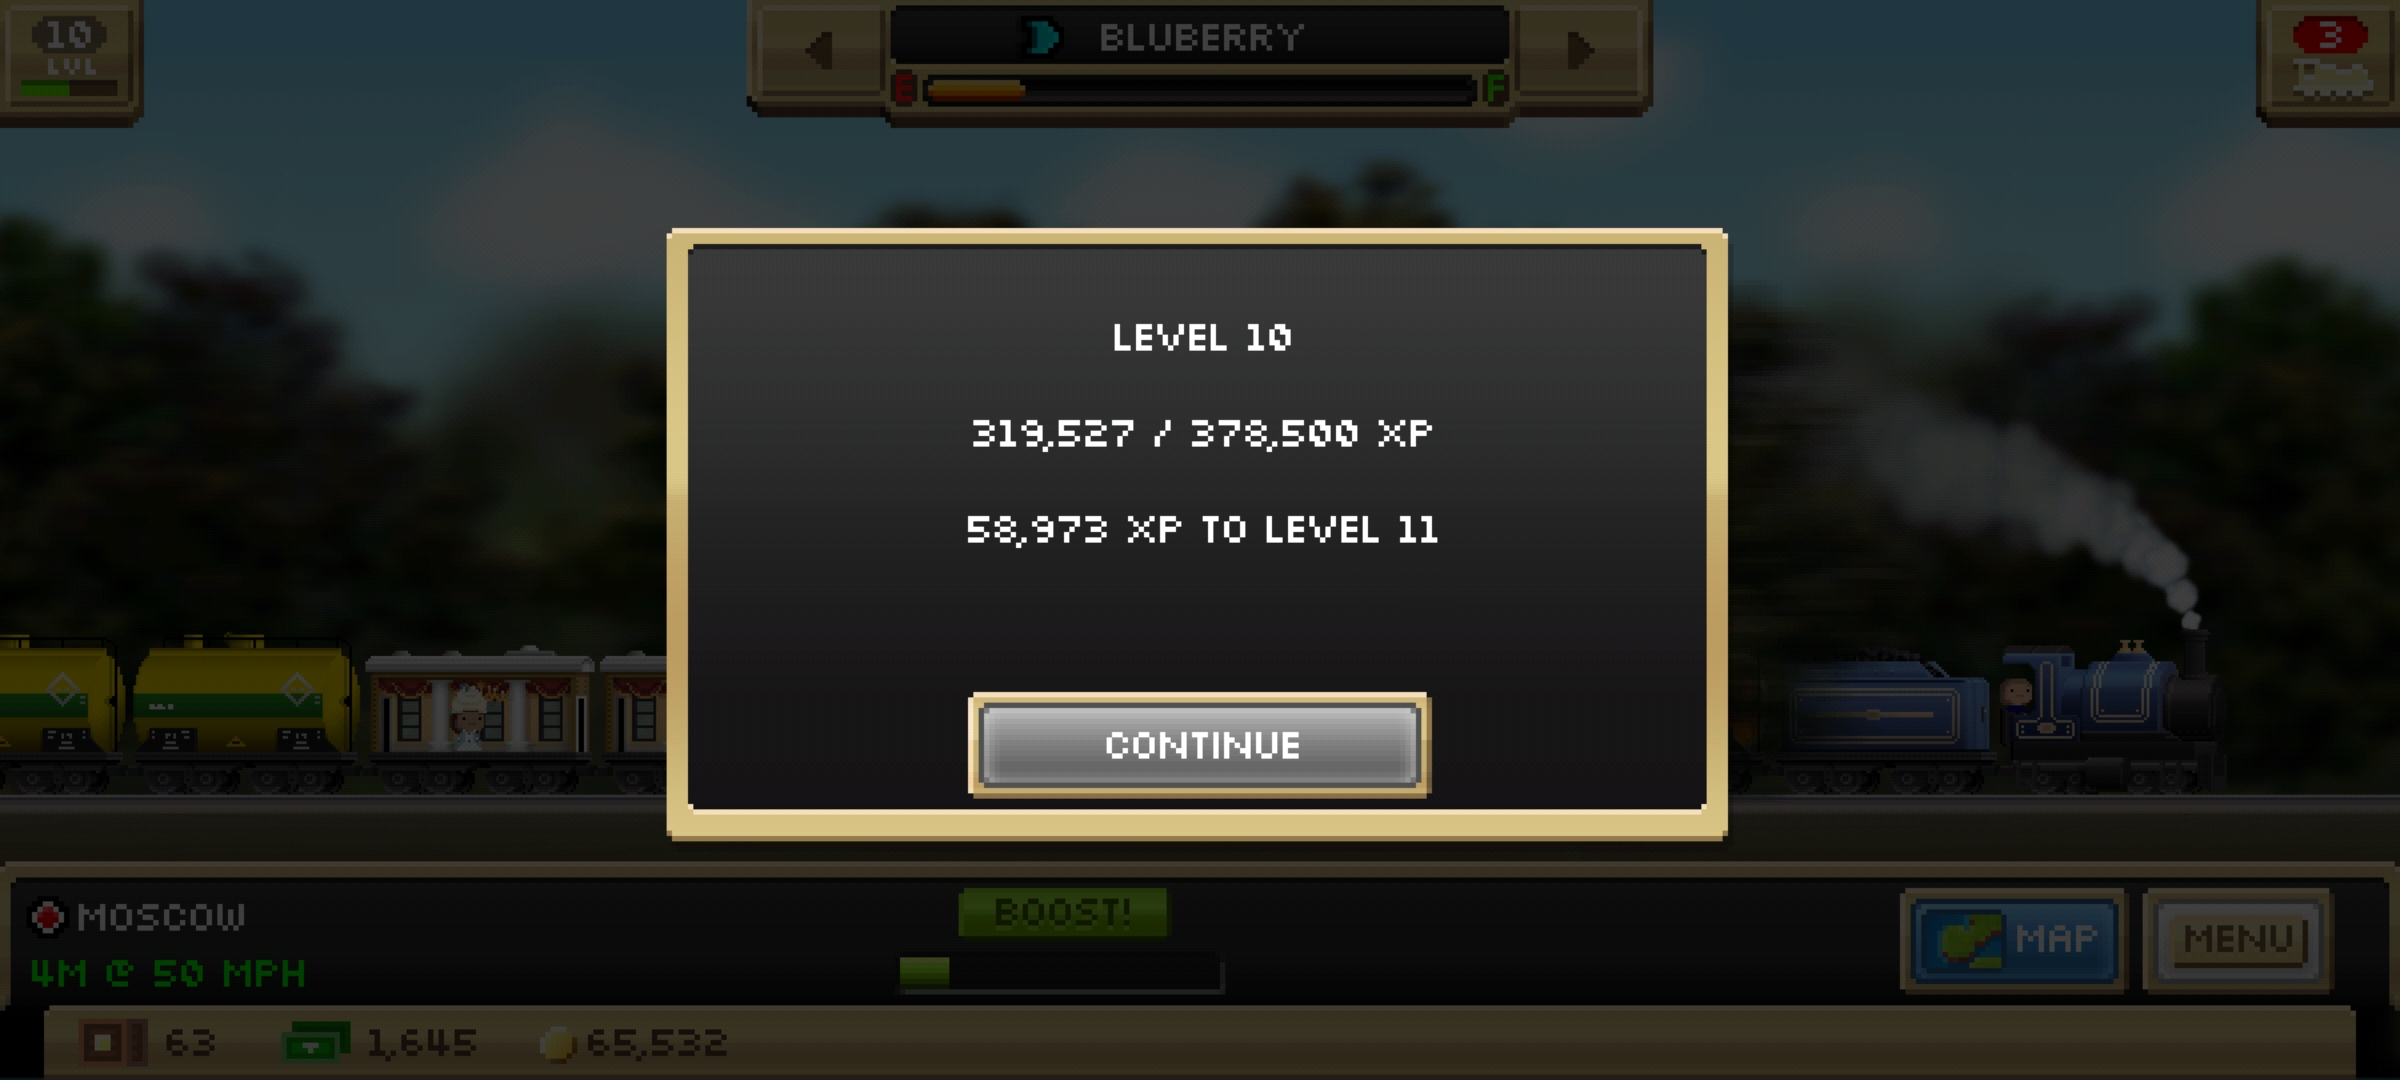 10
LVL
BLUBERRY
E
F
3
LEVEL 10
319,527 / 378,500 XP
58,973 XP TO LEVEL 11
CONTINUE
MOSCOW
4M @ 50 MPH
BOOST!
MAP
MENU
63
1,645
65,532